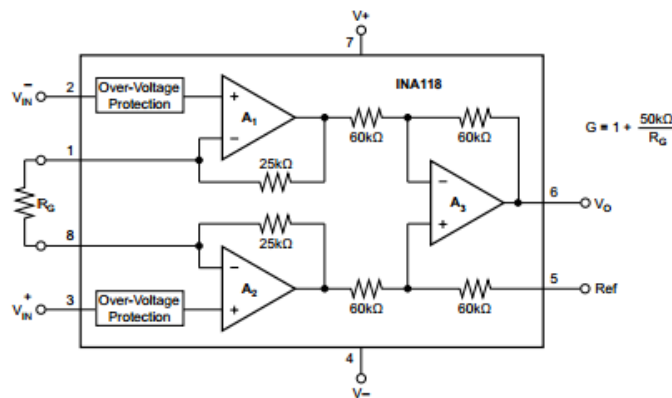 V+
7
INA118
2
V⁻IN
Over-Voltage
Protection
+
A₁
−
60kΩ
60kΩ
G = 1 + 50kΩ
RG
1
25kΩ
RG
−
A₃
+
6
VO
8
25kΩ
−
A₂
+
5
Ref
3
V⁺IN
Over-Voltage
Protection
60kΩ
60kΩ
4
V−